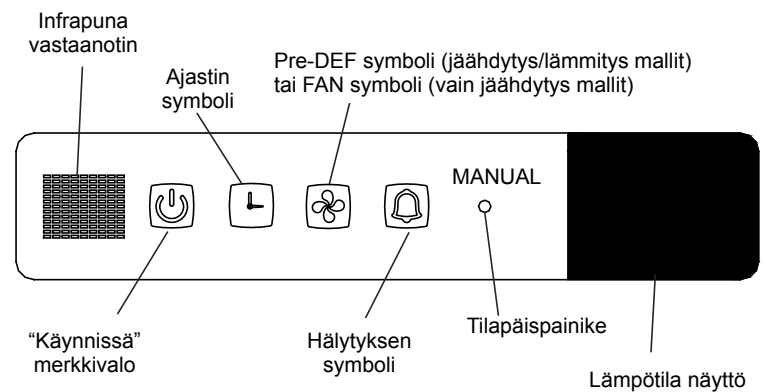 Infrapuna
vastaanotin
Ajastin
symboli
Pre-DEF symboli (jäähdytys/lämmitys mallit)
tai FAN symboli (vain jäähdytys mallit)
MANUAL
“Käynnissä”
merkkivalo
Hälytyksen
symboli
Tilapäispainike
Lämpötila näyttö